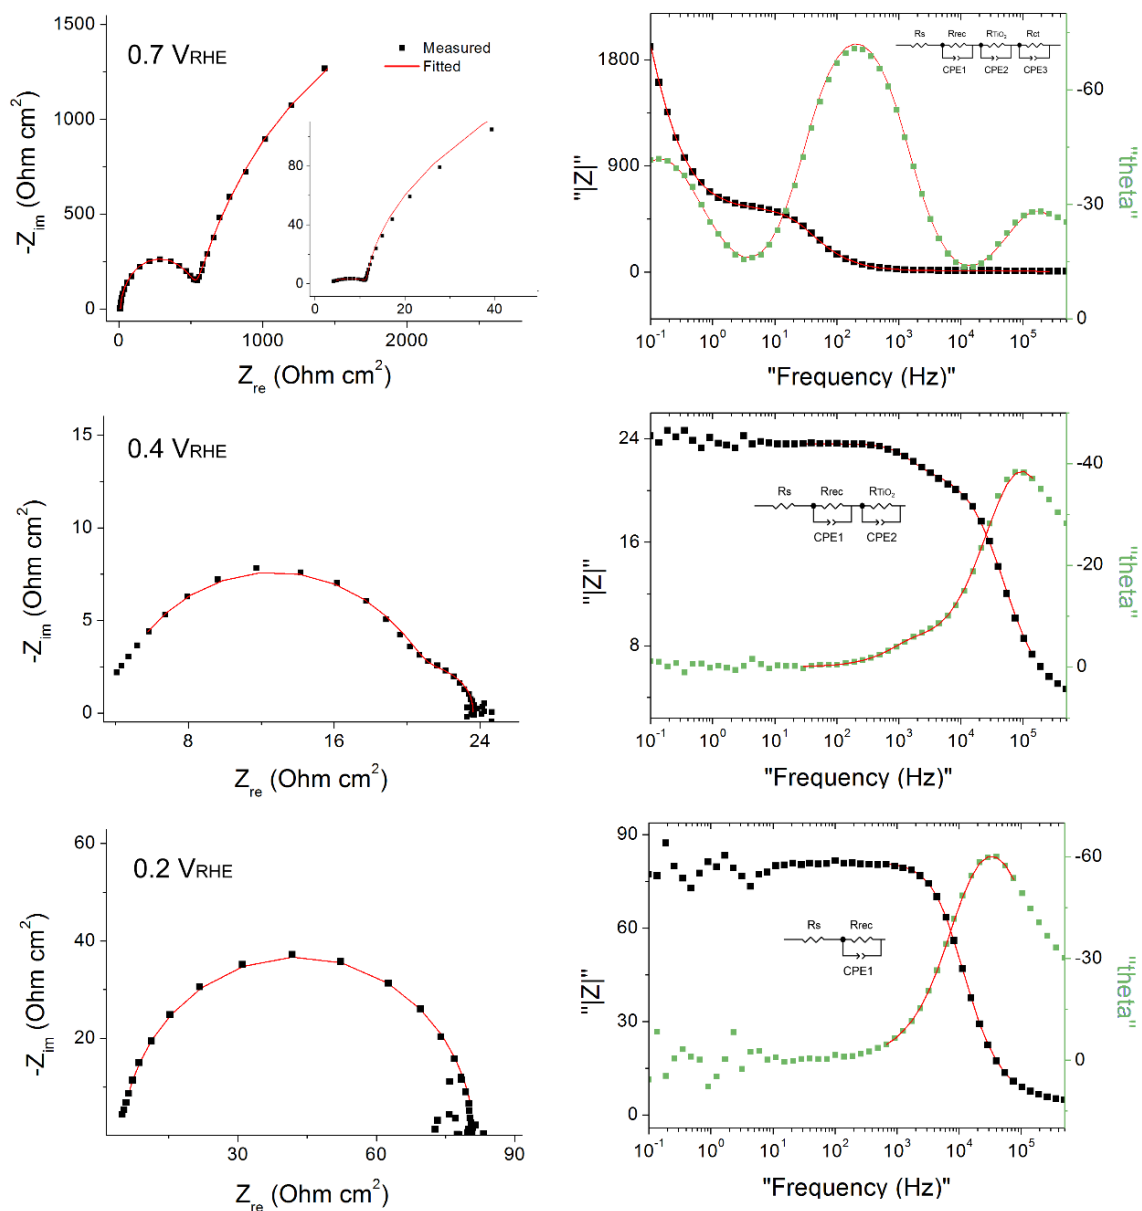 0.7 VRHE
Measured
Fitted
-Zim (Ohm cm²)
1500
1000
500
0
80
40
0
0
20
40
0
1000
2000
Zre (Ohm cm²)
"|Z|"
1800
900
0
Rs
Rrec
RTiO₂
Rct
CPE1
CPE2
CPE3
-60
-30
0
"theta"
10⁻¹
10⁰
10¹
10²
10³
10⁴
10⁵
"Frequency (Hz)"
0.4 VRHE
-Zim (Ohm cm²)
15
10
5
0
8
16
24
Zre (Ohm cm²)
"|Z|"
24
16
8
Rs
Rrec
RTiO₂
CPE1
CPE2
-40
-20
0
"theta"
10⁻¹
10⁰
10¹
10²
10³
10⁴
10⁵
"Frequency (Hz)"
0.2 VRHE
-Zim (Ohm cm²)
60
40
20
30
60
90
Zre (Ohm cm²)
"|Z|"
90
60
30
0
Rs
Rrec
CPE1
-60
-30
0
"theta"
10⁻¹
10⁰
10¹
10²
10³
10⁴
10⁵
"Frequency (Hz)"